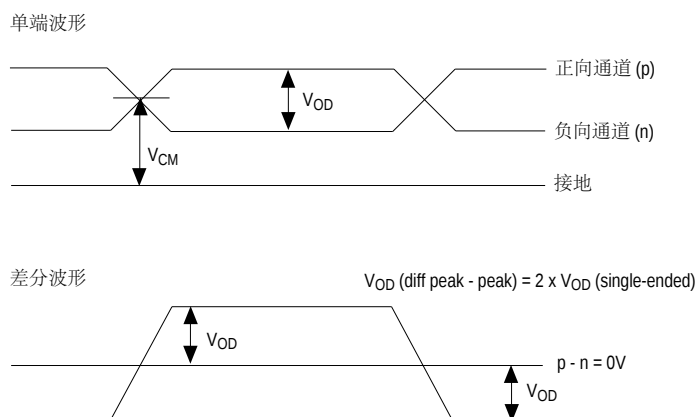 单端波形
正向通道 (p)
VOD
负向通道 (n)
VCM
接地
差分波形
VOD (diff peak - peak) = 2 x VOD (single-ended)
VOD
p - n = 0V
VOD